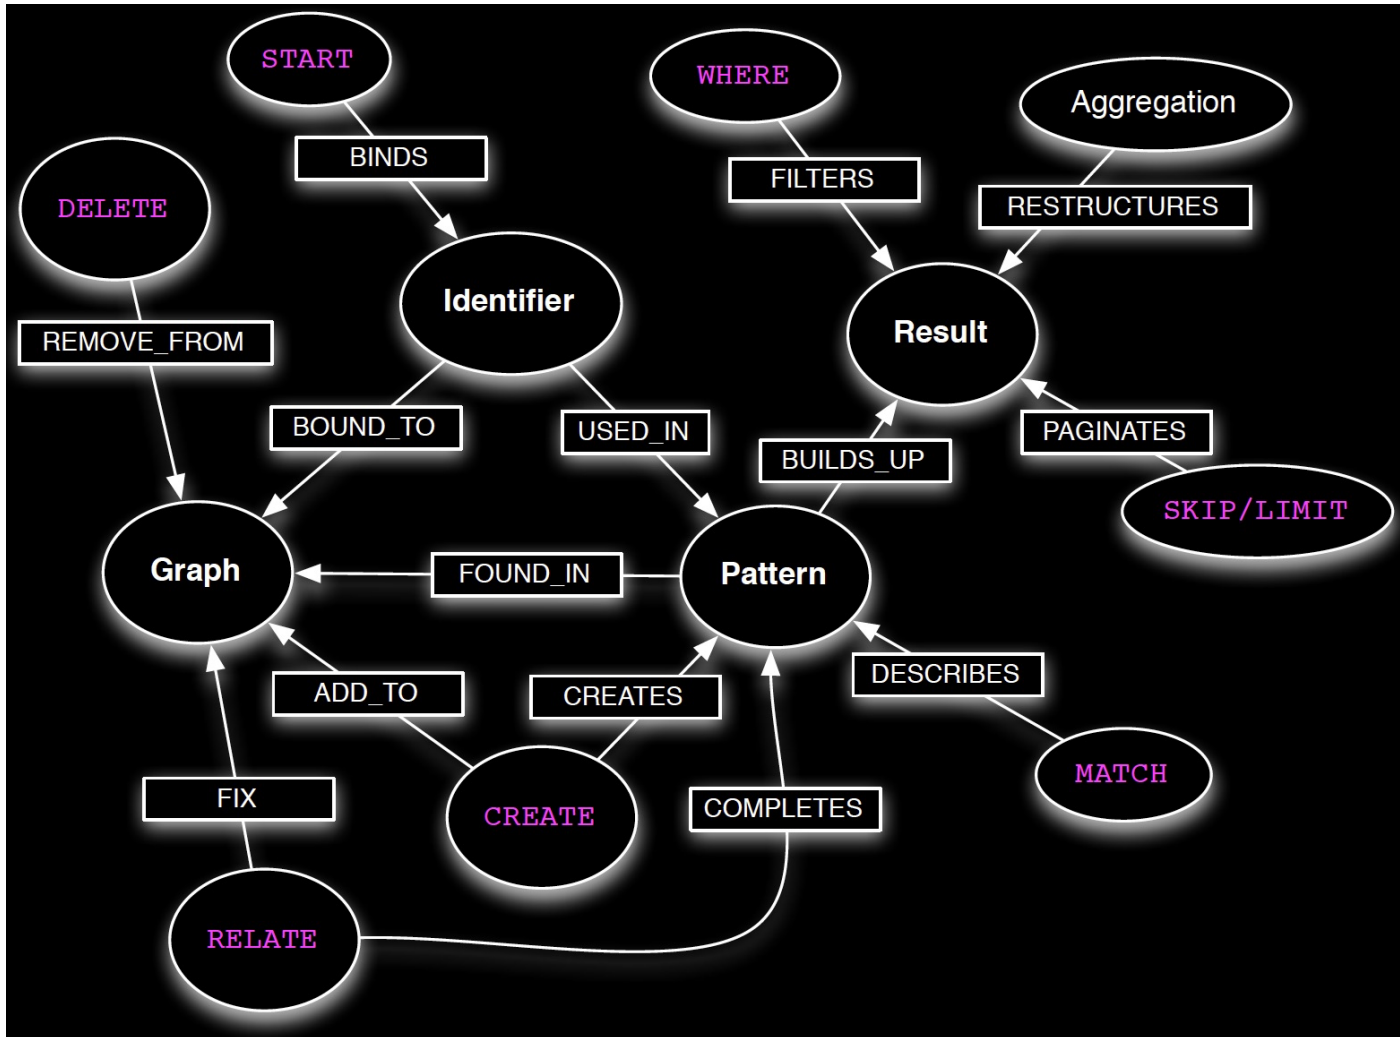 START
WHERE
Aggregation
BINDS
FILTERS
DELETE
RESTRUCTURES
Identifier
Result
REMOVE_FROM
BOUND_TO
USED_IN
PAGINATES
BUILDS_UP
SKIP/LIMIT
Graph
FOUND_IN
Pattern
DESCRIBES
ADD_TO
CREATES
MATCH
FIX
COMPLETES
CREATE
RELATE